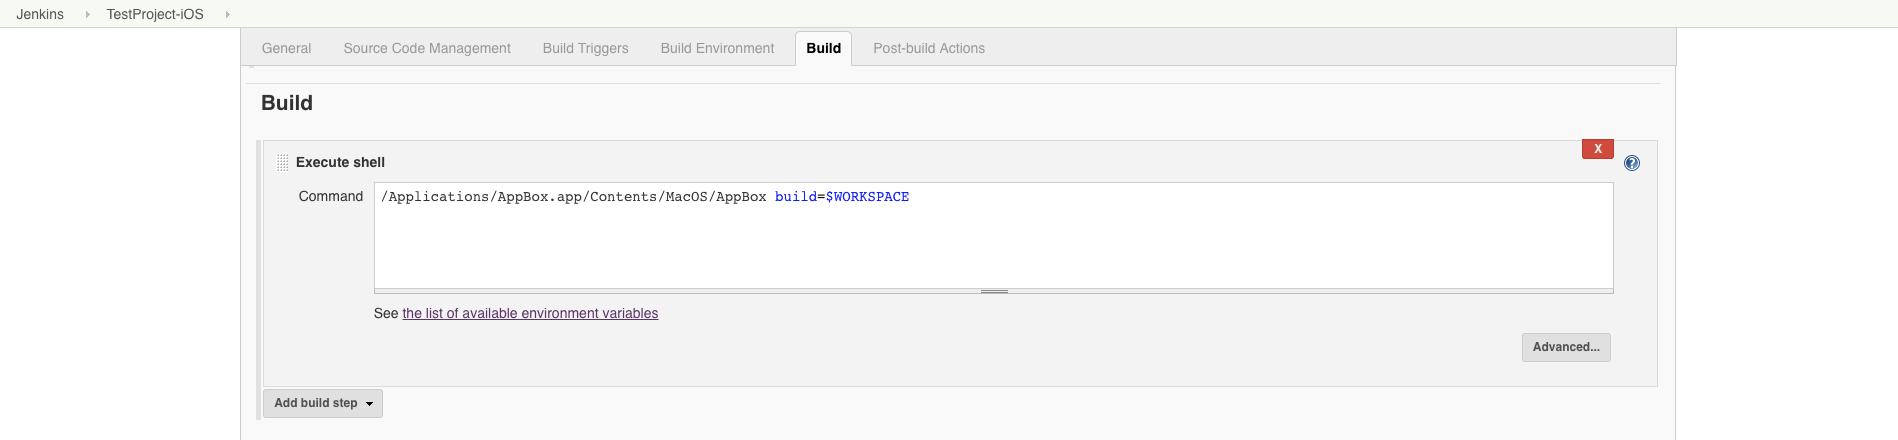 Jenkins TestProject-iOS
General Source Code Management Build Triggers Build Environment Build Post-build Actions
Build
X
Execute shell ?
Command /Applications/AppBox.app/Contents/MacOS/AppBox build=$WORKSPACE
See the list of available environment variables
Advanced...
Add build step